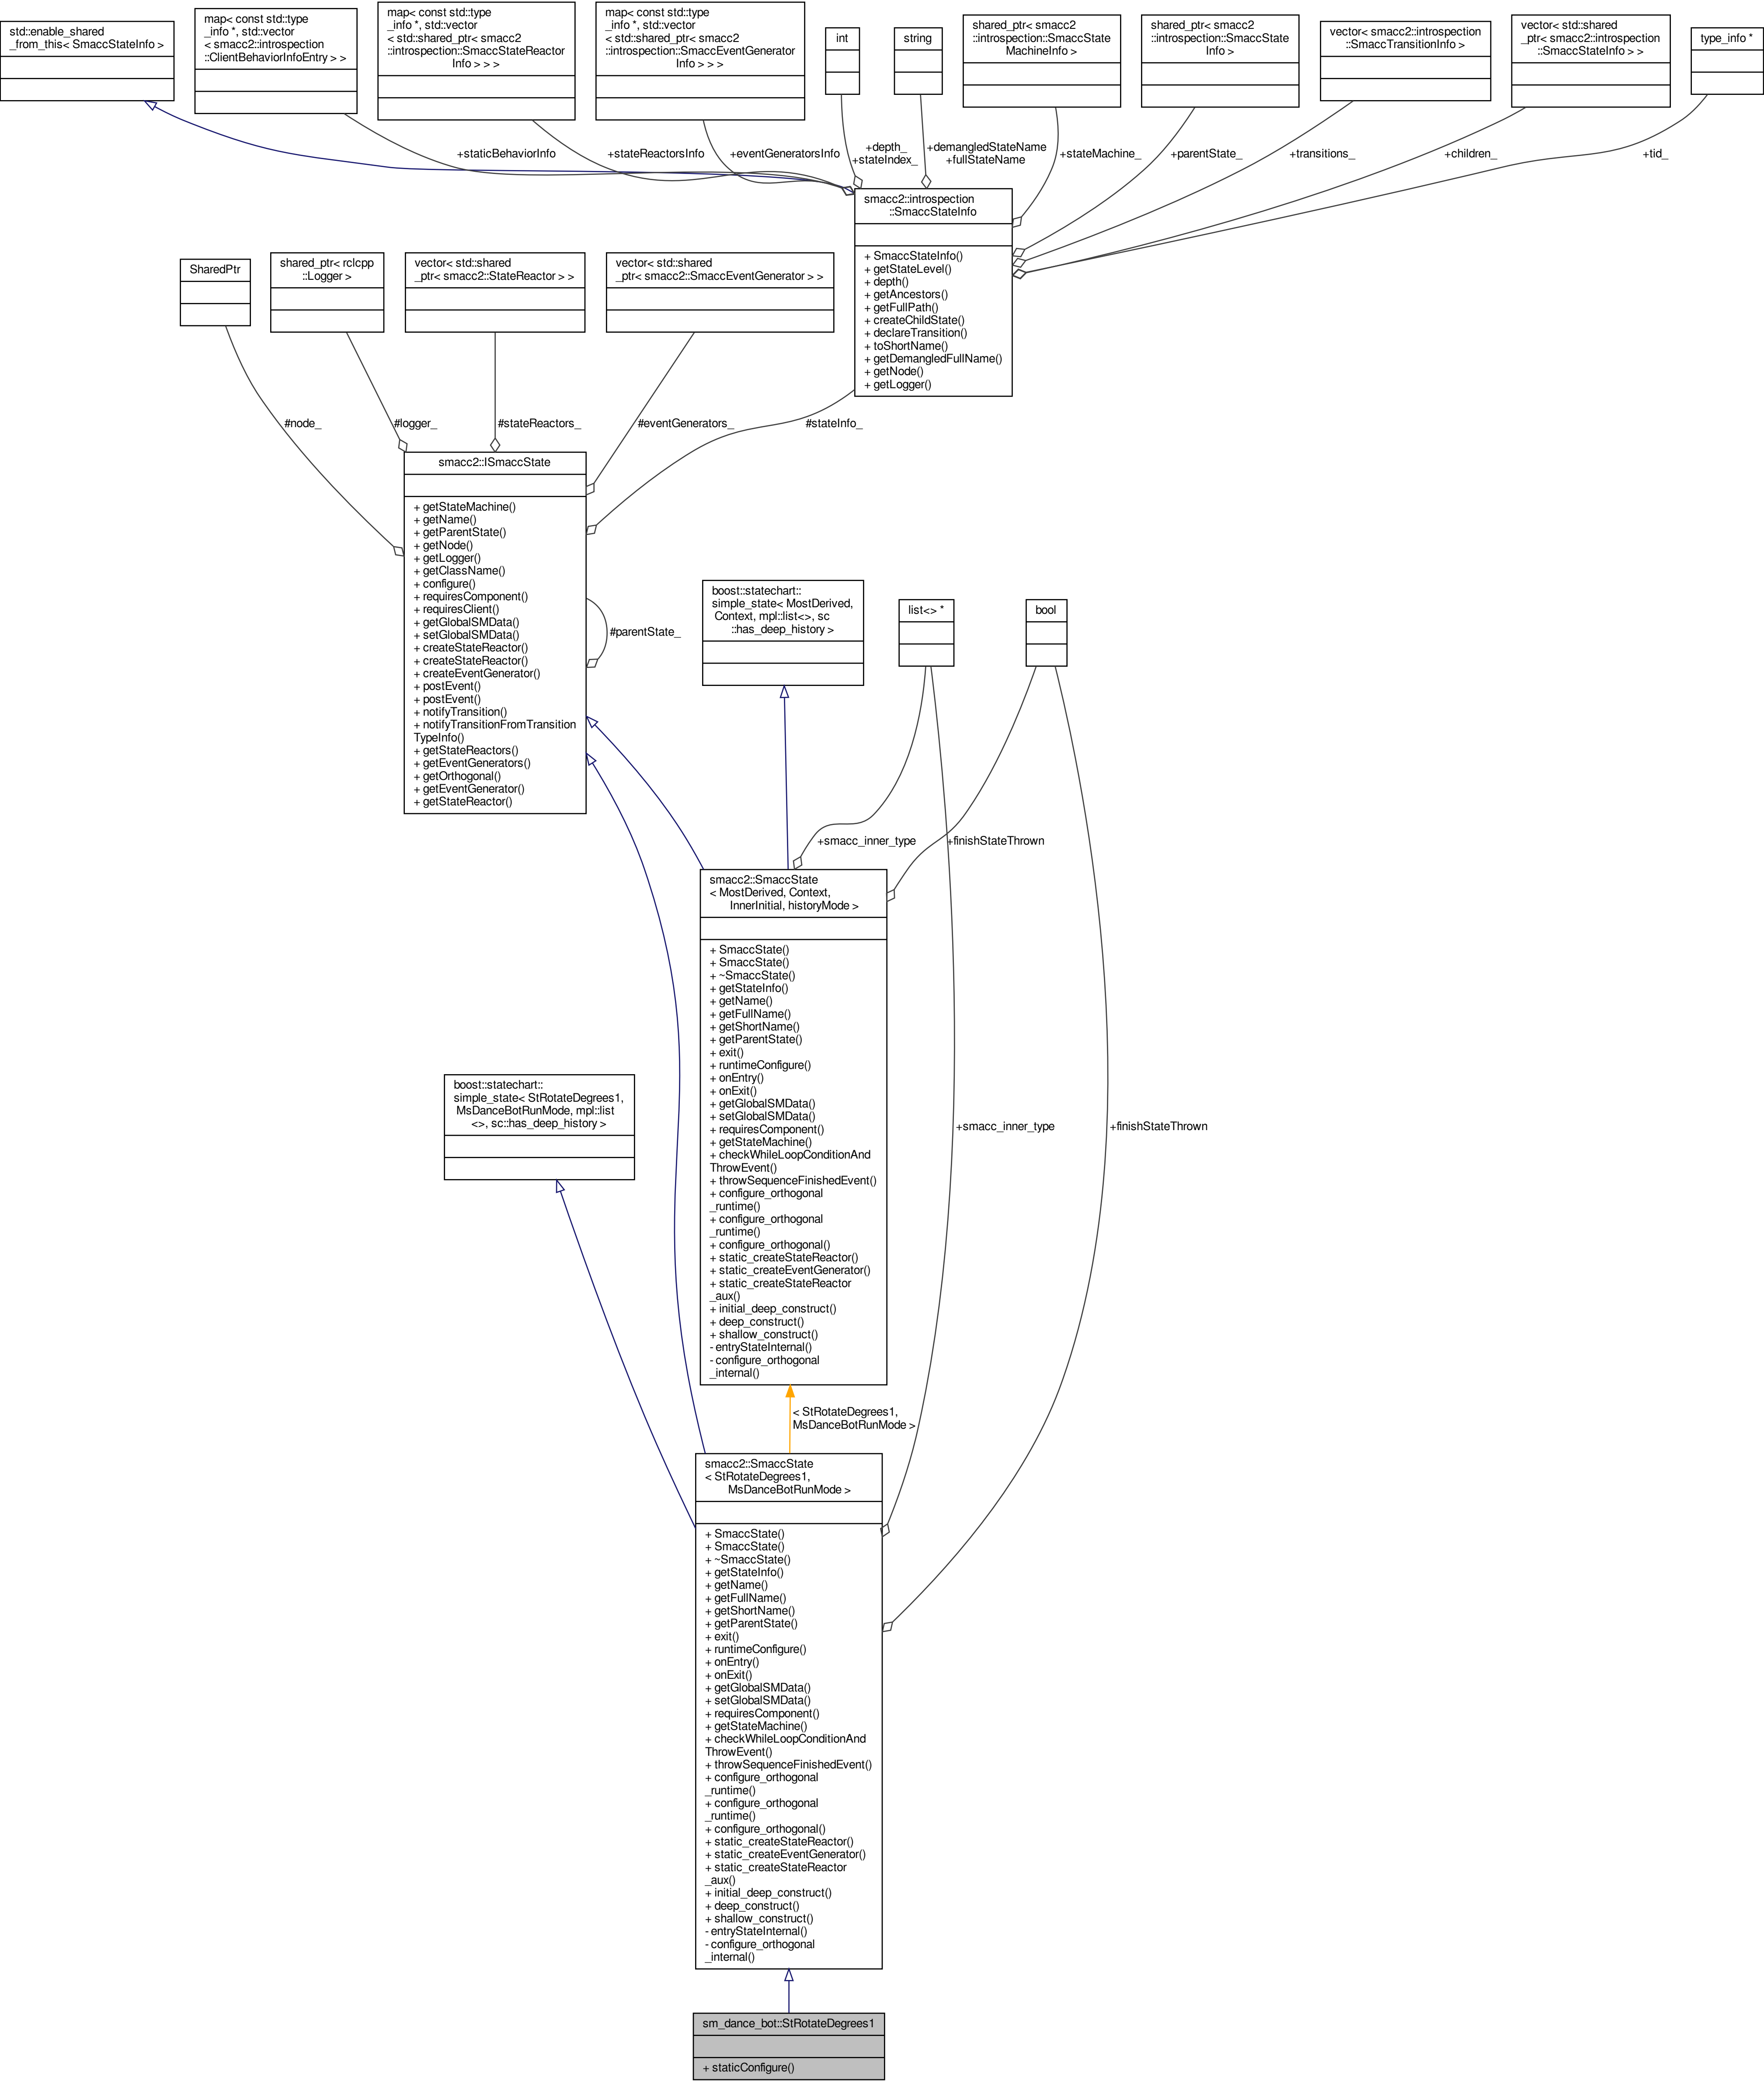 std::enable_shared
_from_this< SmaccStateInfo >
map< const std::type
_info *, std::vector
< smacc2::introspection
::ClientBehaviorInfoEntry > >
map< const std::type
_info *, std::vector
< std::shared_ptr< smacc2
::introspection::SmaccStateReactor
Info > > >
map< const std::type
_info *, std::vector
< std::shared_ptr< smacc2
::introspection::SmaccEventGenerator
Info > > >
int
string
shared_ptr< smacc2
::introspection::SmaccState
MachineInfo >
shared_ptr< smacc2
::introspection::SmaccState
Info >
vector< smacc2::introspection
::SmaccTransitionInfo >
vector< std::shared
_ptr< smacc2::introspection
::SmaccStateInfo > >
type_info *
+staticBehaviorInfo
+stateReactorsInfo
+eventGeneratorsInfo
+depth_
+stateIndex_
+demangledStateName
+fullStateName
+stateMachine_
+parentState_
+transitions_
+children_
+tid_
smacc2::introspection
::SmaccStateInfo
+ SmaccStateInfo()
+ getStateLevel()
+ depth()
+ getAncestors()
+ getFullPath()
+ createChildState()
+ declareTransition()
+ toShortName()
+ getDemangledFullName()
+ getNode()
+ getLogger()
SharedPtr
shared_ptr< rclcpp
::Logger >
vector< std::shared
_ptr< smacc2::StateReactor > >
vector< std::shared
_ptr< smacc2::SmaccEventGenerator > >
#node_
#logger_
#stateReactors_
#eventGenerators_
#stateInfo_
smacc2::ISmaccState
+ getStateMachine()
+ getName()
+ getParentState()
+ getNode()
+ getLogger()
+ getClassName()
+ configure()
+ requiresComponent()
+ requiresClient()
+ getGlobalSMData()
+ setGlobalSMData()
+ createStateReactor()
+ createStateReactor()
+ createEventGenerator()
+ postEvent()
+ postEvent()
+ notifyTransition()
+ notifyTransitionFromTransition
TypeInfo()
+ getStateReactors()
+ getEventGenerators()
+ getOrthogonal()
+ getEventGenerator()
+ getStateReactor()
#parentState_
boost::statechart::
simple_state< MostDerived,
Context, mpl::list<>, sc
::has_deep_history >
list<> *
bool
+smacc_inner_type
+finishStateThrown
smacc2::SmaccState
< MostDerived, Context,
InnerInitial, historyMode >
+ SmaccState()
+ SmaccState()
+ ~SmaccState()
+ getStateInfo()
+ getName()
+ getFullName()
+ getShortName()
+ getParentState()
+ exit()
+ runtimeConfigure()
+ onEntry()
+ onExit()
+ getGlobalSMData()
+ setGlobalSMData()
+ requiresComponent()
+ getStateMachine()
+ checkWhileLoopConditionAnd
ThrowEvent()
+ throwSequenceFinishedEvent()
+ configure_orthogonal
_runtime()
+ configure_orthogonal
_runtime()
+ configure_orthogonal()
+ static_createStateReactor()
+ static_createEventGenerator()
+ static_createStateReactor
_aux()
+ initial_deep_construct()
+ deep_construct()
+ shallow_construct()
- entryStateInternal()
- configure_orthogonal
_internal()
boost::statechart::
simple_state< StRotateDegrees1,
MsDanceBotRunMode, mpl::list
<>, sc::has_deep_history >
+smacc_inner_type
+finishStateThrown
< StRotateDegrees1,
MsDanceBotRunMode >
smacc2::SmaccState
< StRotateDegrees1,
MsDanceBotRunMode >
+ SmaccState()
+ SmaccState()
+ ~SmaccState()
+ getStateInfo()
+ getName()
+ getFullName()
+ getShortName()
+ getParentState()
+ exit()
+ runtimeConfigure()
+ onEntry()
+ onExit()
+ getGlobalSMData()
+ setGlobalSMData()
+ requiresComponent()
+ getStateMachine()
+ checkWhileLoopConditionAnd
ThrowEvent()
+ throwSequenceFinishedEvent()
+ configure_orthogonal
_runtime()
+ configure_orthogonal
_runtime()
+ configure_orthogonal()
+ static_createStateReactor()
+ static_createEventGenerator()
+ static_createStateReactor
_aux()
+ initial_deep_construct()
+ deep_construct()
+ shallow_construct()
- entryStateInternal()
- configure_orthogonal
_internal()
sm_dance_bot::StRotateDegrees1
+ staticConfigure()